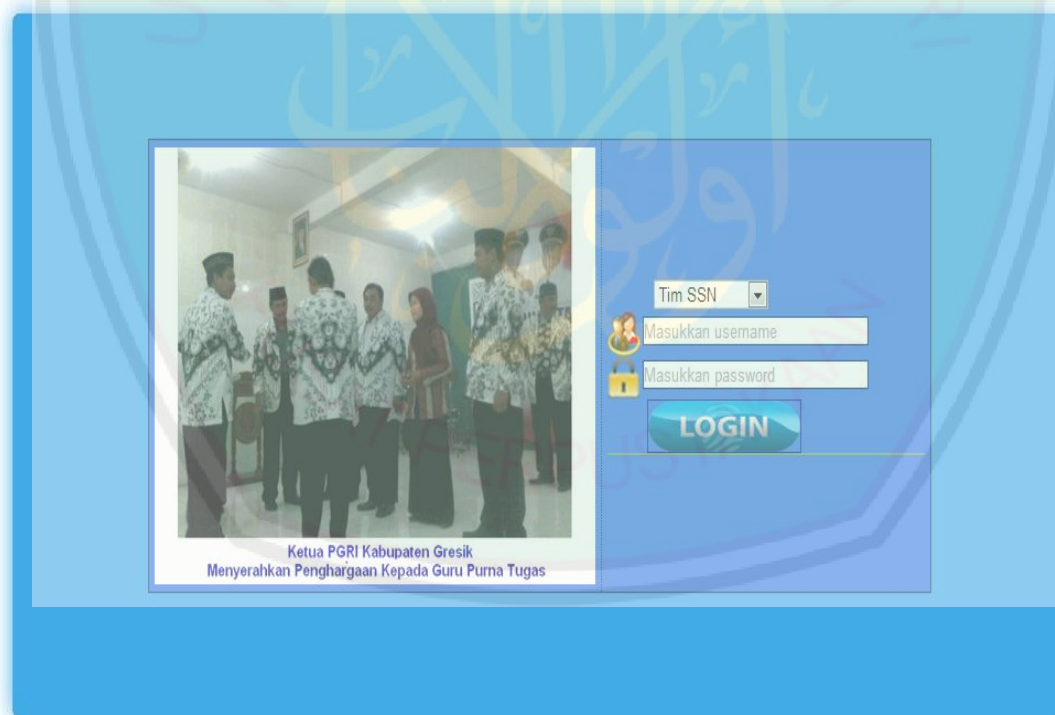 Tim SSN
Masukkan username
Masukkan password
LOGIN
Ketua PGRI Kabupaten Gresik
Menyerahkan Penghargaan Kepada Guru Purna Tugas